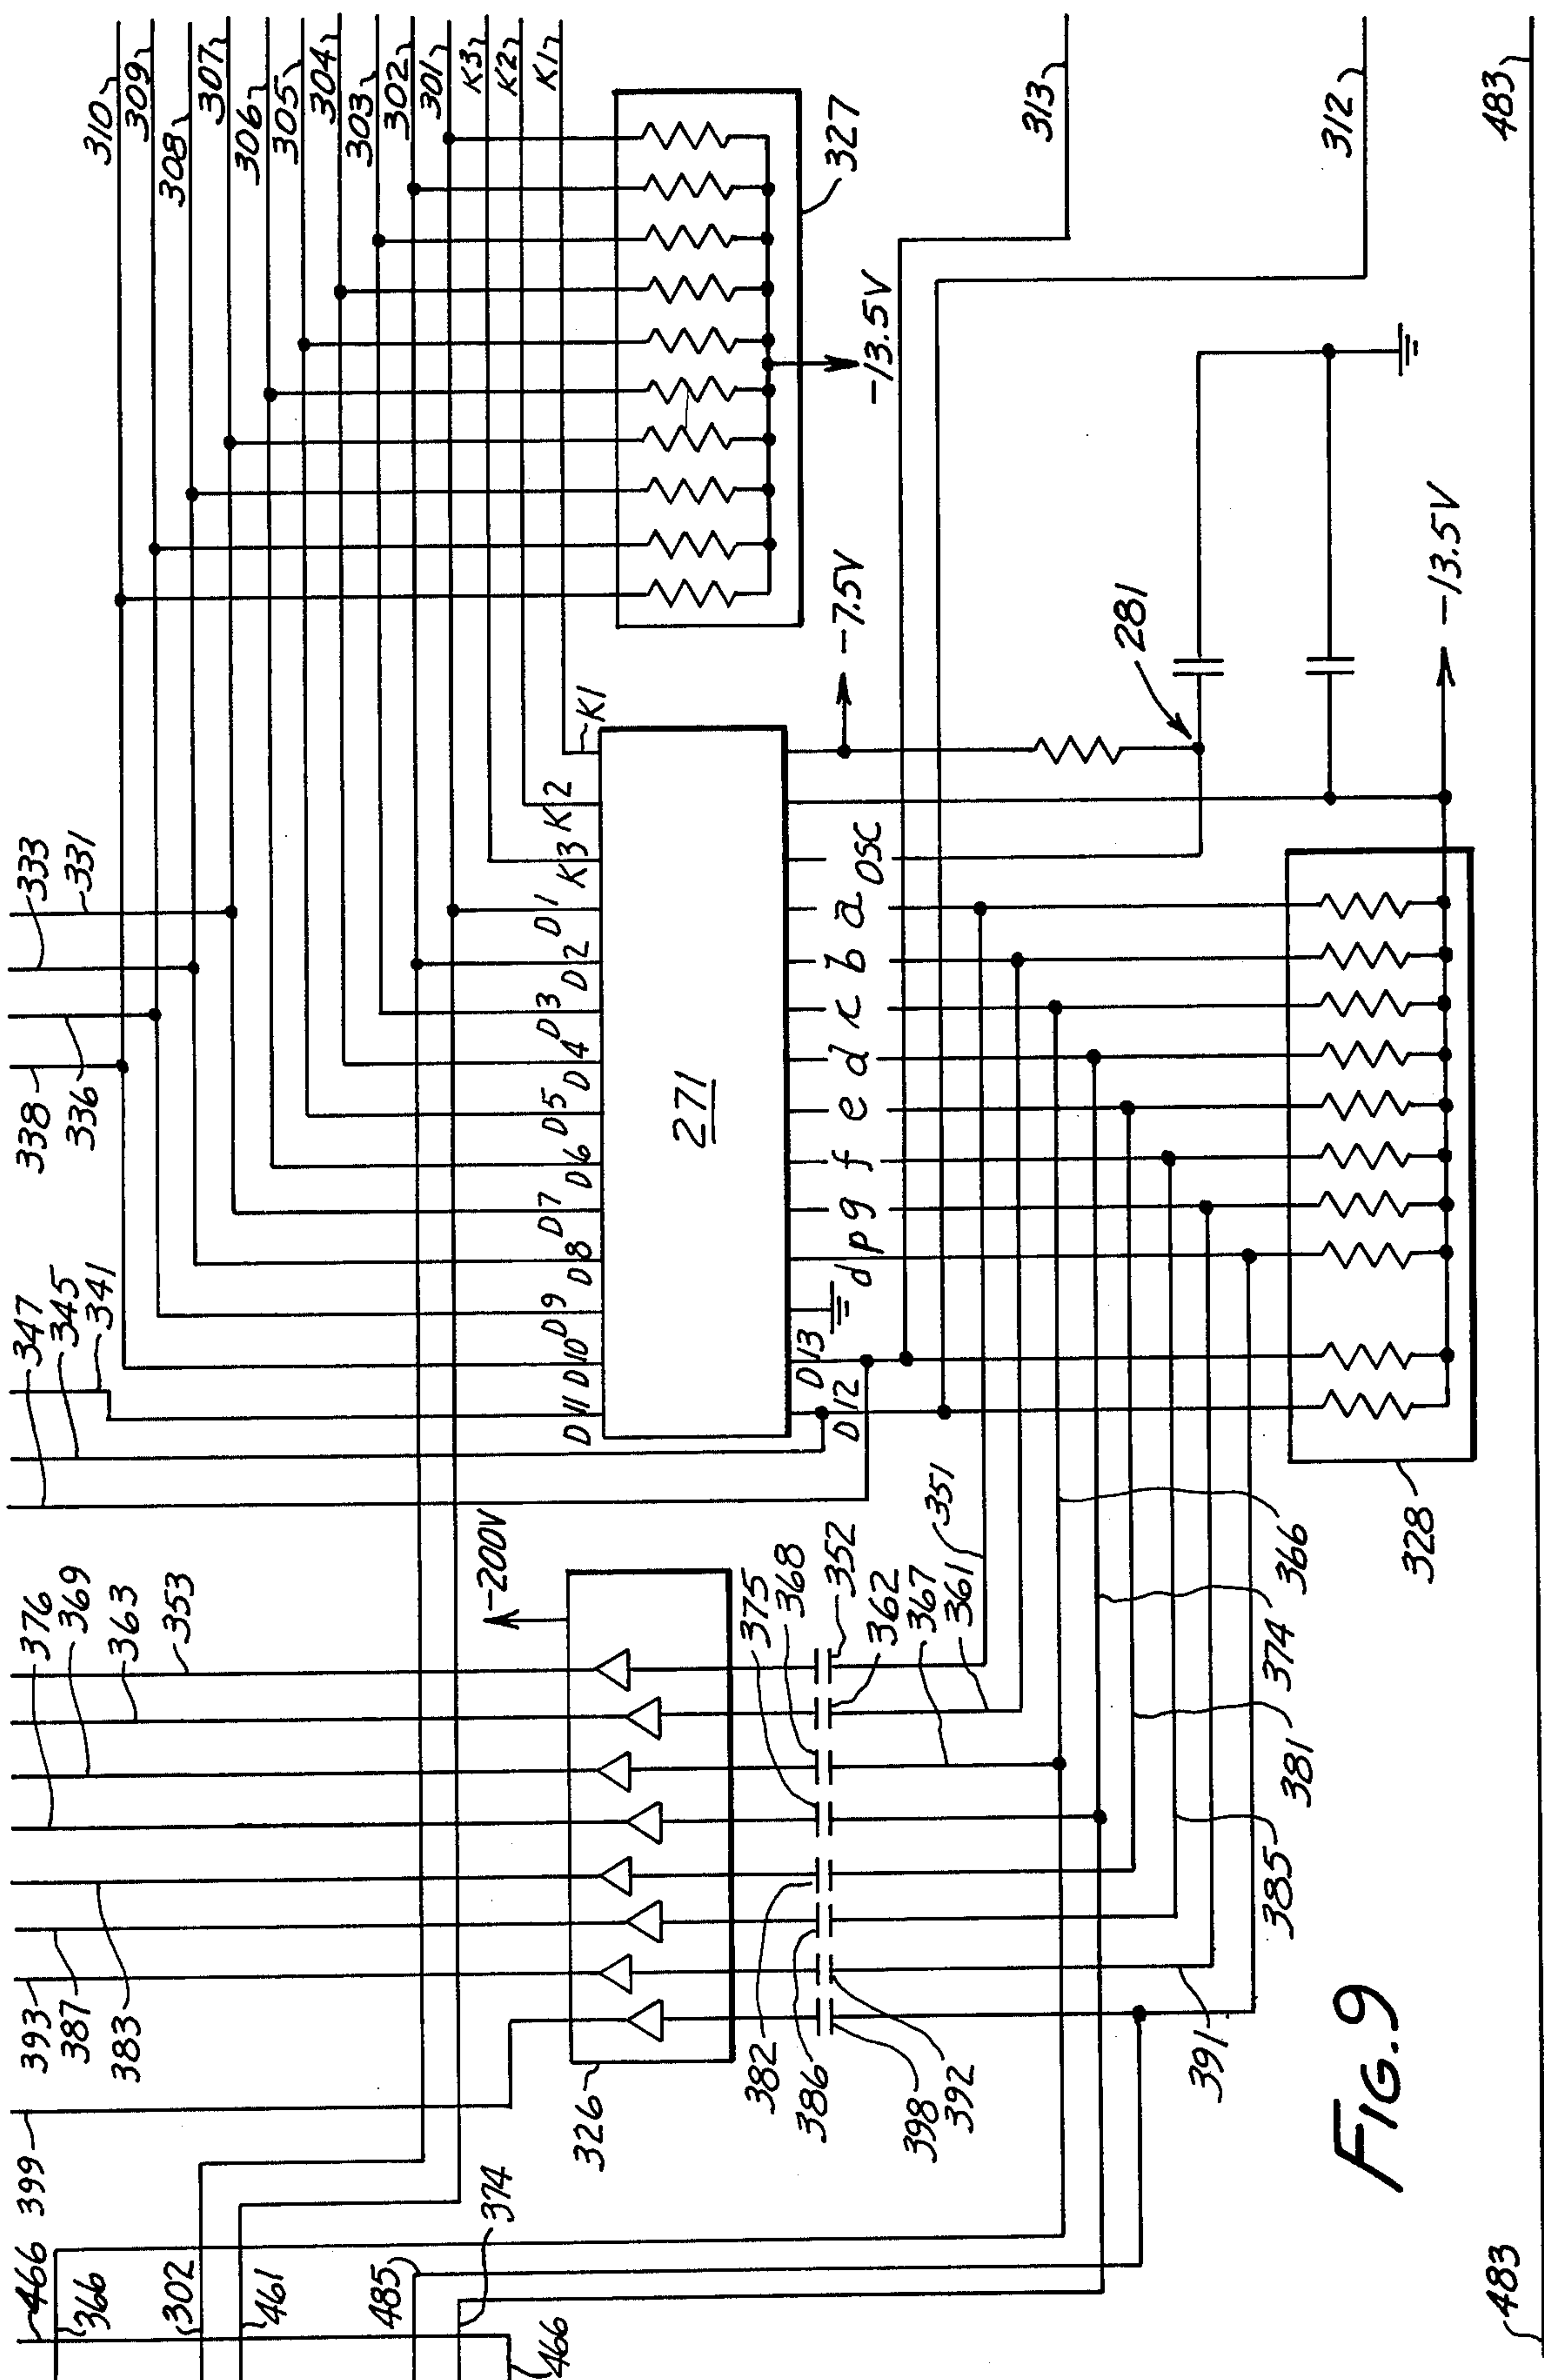 310
309
308
307
306
305
304
303
302
301
K3
K2
K1
327
-13.5V
313
312
483
333
331
338
336
347
345
341
D11
D10
D9
D8
D7
D6
D5
D4
D3
D2
D1
K3
K2
K1
271
D12
D13
dp
g
f
e
d
c
b
a
OSC
-7.5V
281
-13.5V
328
376
369
363
353
-200V
393
387
383
399
326
375
368
352
362
367
361
351
382
386
398
392
366
374
381
385
391
466
366
302
461
485
374
466
483
FIG. 9